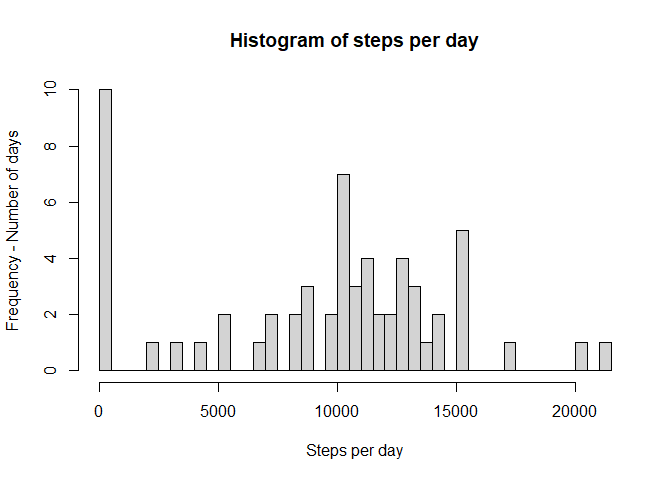 Histogram of steps per day
Frequency - Number of days
10
8
6
4
2
0
0 5000 10000 15000 20000
Steps per day